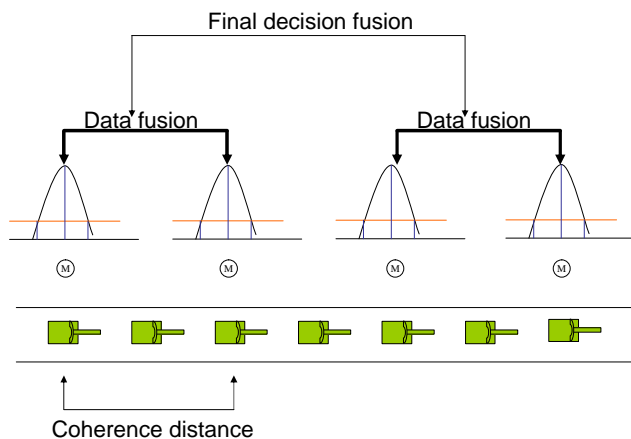 Final decision fusion
Data fusion Data fusion
M M M M
Coherence distance